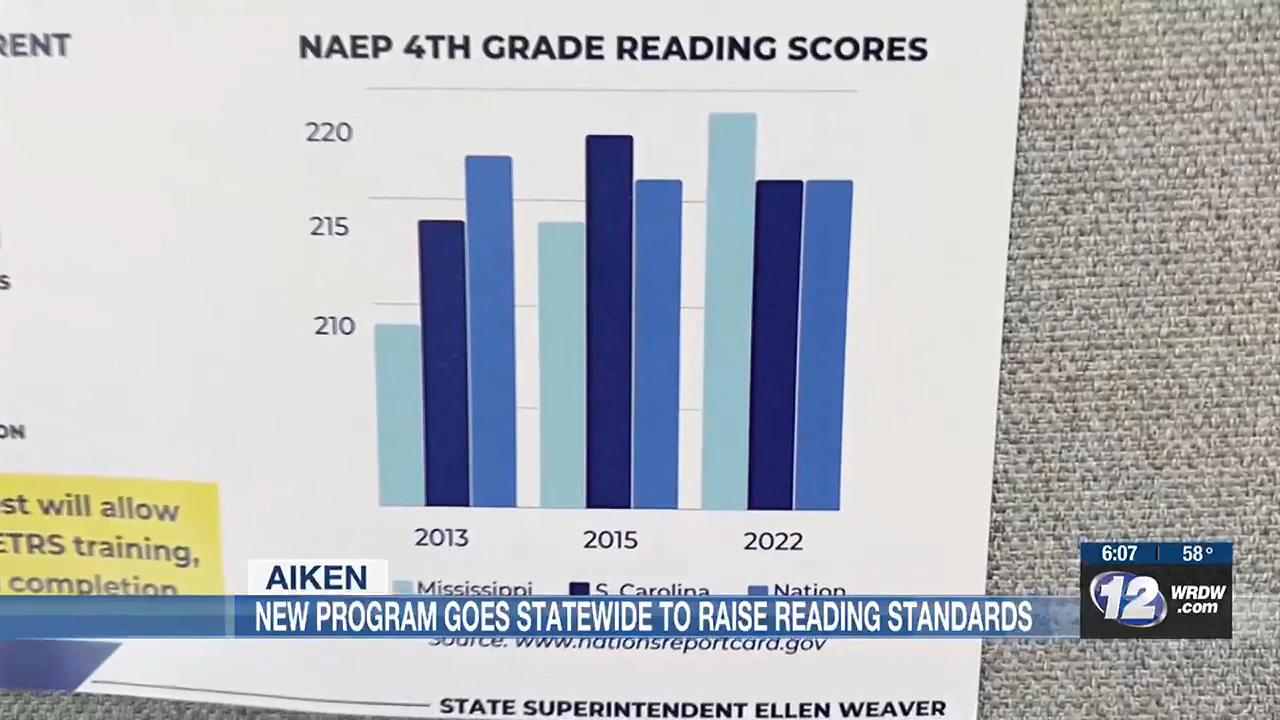 RENT
NAEP 4TH GRADE READING SCORES
220
215
210
S
ON
2013
2015
2022
st will allow
ETRS training,
completion
Mississippi
S. Carolina
Nation
AIKEN
NEW PROGRAM GOES STATEWIDE TO RAISE READING STANDARDS
6:07
58°
12
WRDW
.com
Source: www.nationsreportcard.gov
STATE SUPERINTENDENT ELLEN WEAVER